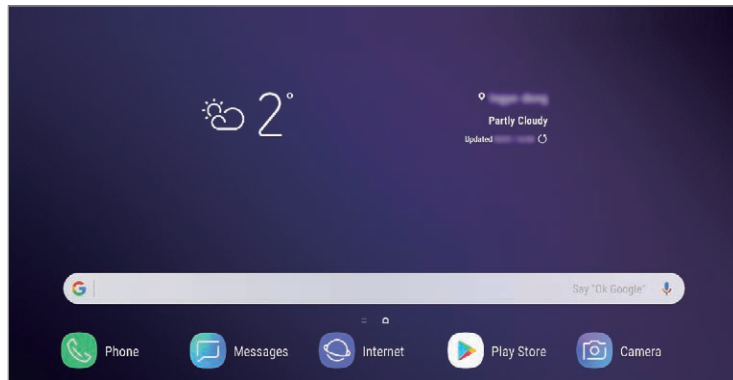 2°
Partly Cloudy
Updated
G
Say "Ok Google"
Phone
Messages
Internet
Play Store
Camera